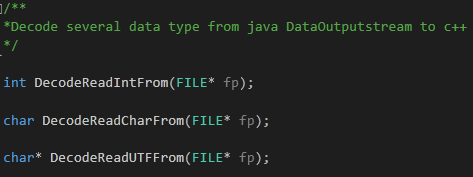 /**
*Decode several data type from java DataOutputstream to c++
*/
int DecodeReadIntFrom(FILE* fp);
char DecodeReadCharFrom(FILE* fp);
char* DecodeReadUTFFrom(FILE* fp);